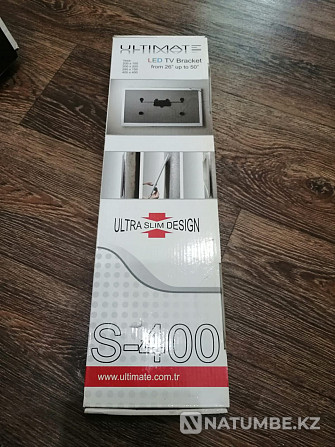 ULTIMATE
LED TV Bracket
from 26" up to 50"
ULTRA SLIM DESIGN
S-400
www.ultimate.com.tr
NATUMBE.KZ